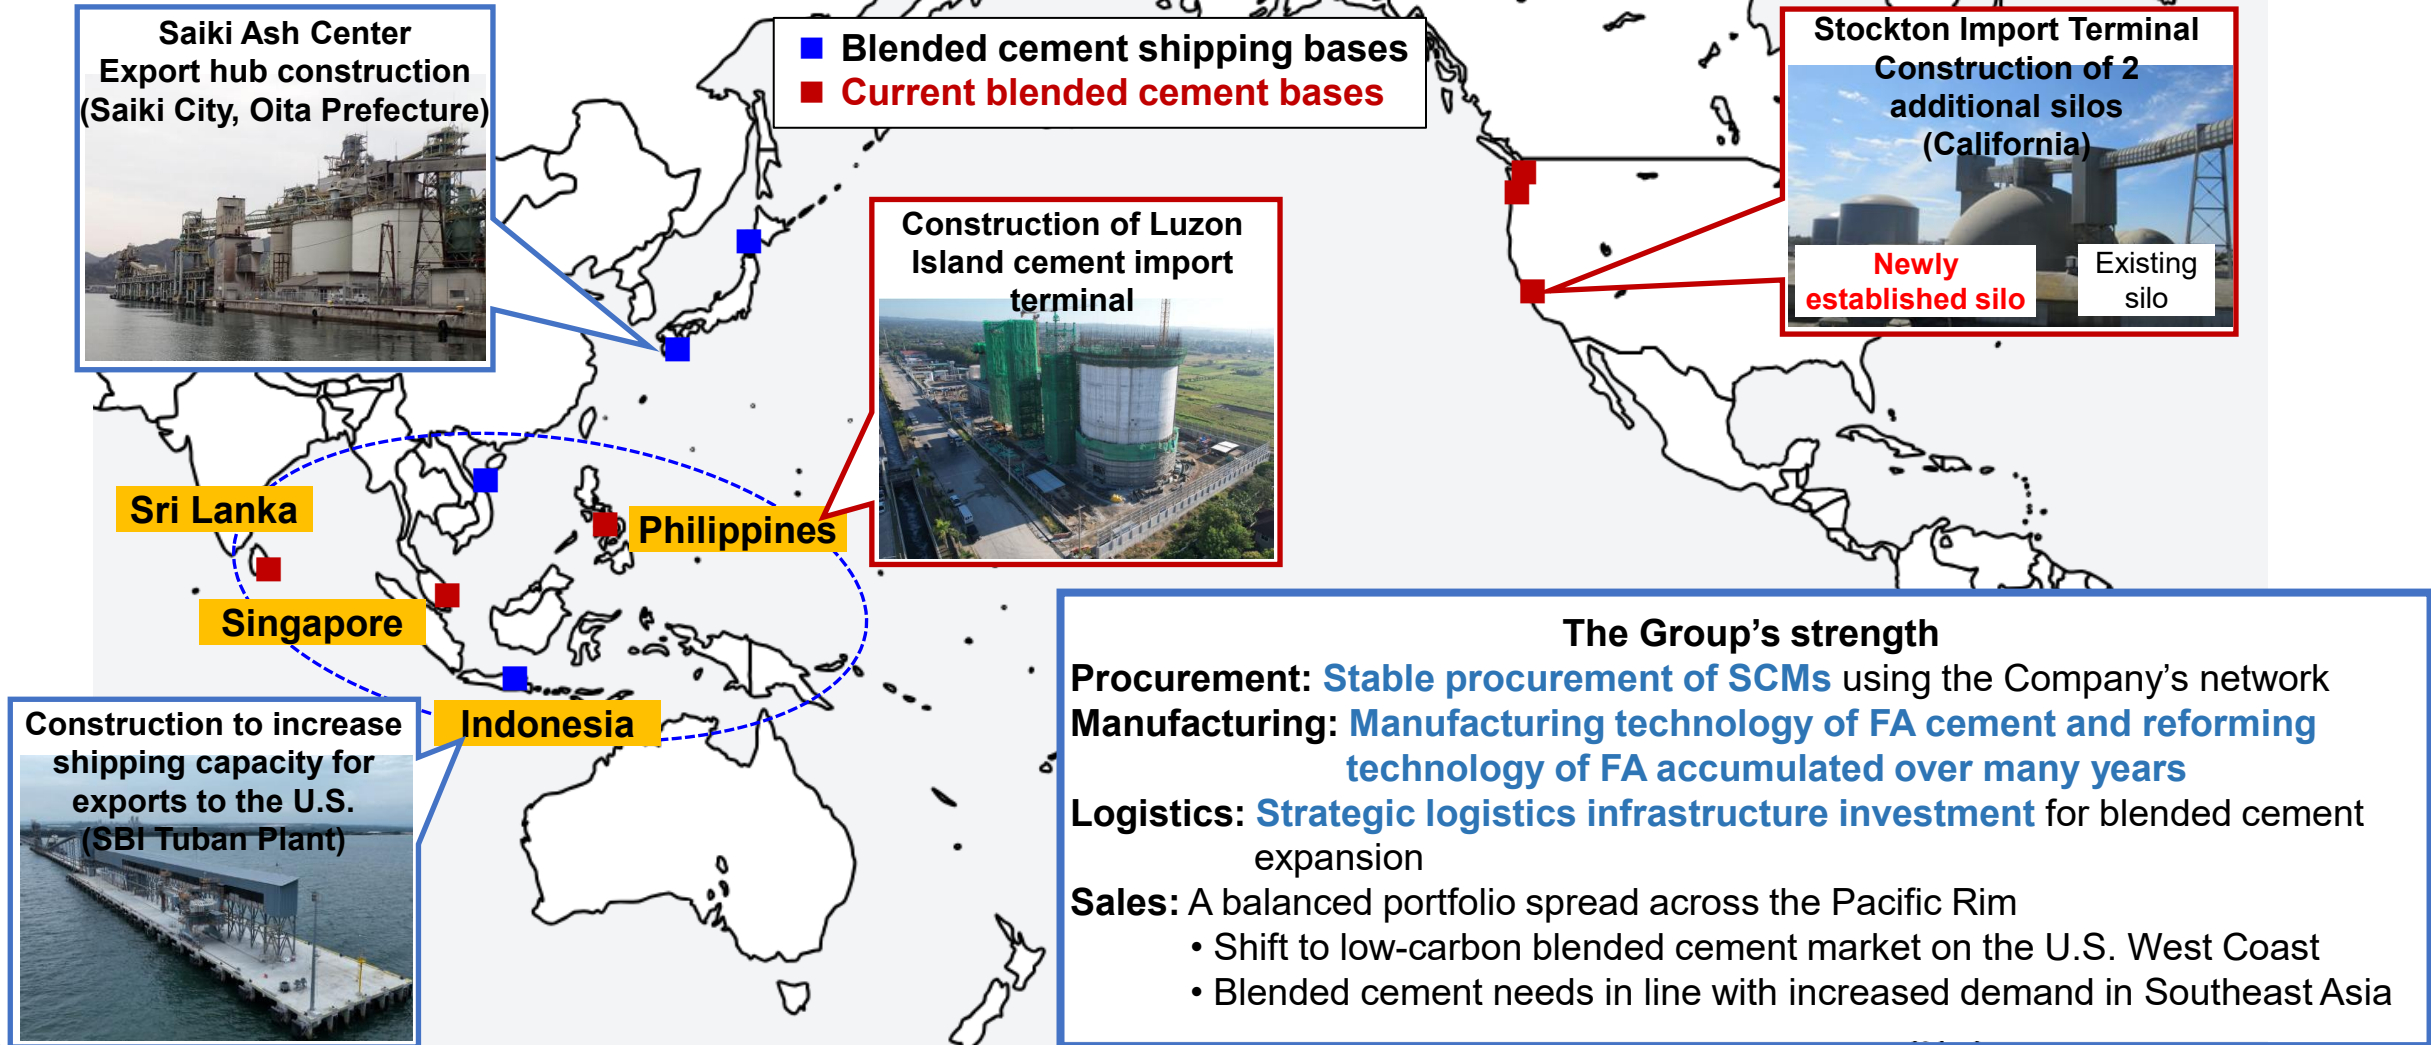 Saiki Ash Center
Export hub construction
(Saiki City, Oita Prefecture)
Blended cement shipping bases
Current blended cement bases
Stockton Import Terminal
Construction of 2
additional silos
(California)
Newly
established silo
Existing
silo
Construction of Luzon
Island cement import
terminal
Sri Lanka
Philippines
Singapore
Indonesia
Construction to increase
shipping capacity for
exports to the U.S.
(SBI Tuban Plant)
The Group’s strength
Procurement: Stable procurement of SCMs using the Company’s network
Manufacturing: Manufacturing technology of FA cement and reforming
technology of FA accumulated over many years
Logistics: Strategic logistics infrastructure investment for blended cement
expansion
Sales: A balanced portfolio spread across the Pacific Rim
• Shift to low-carbon blended cement market on the U.S. West Coast
• Blended cement needs in line with increased demand in Southeast Asia